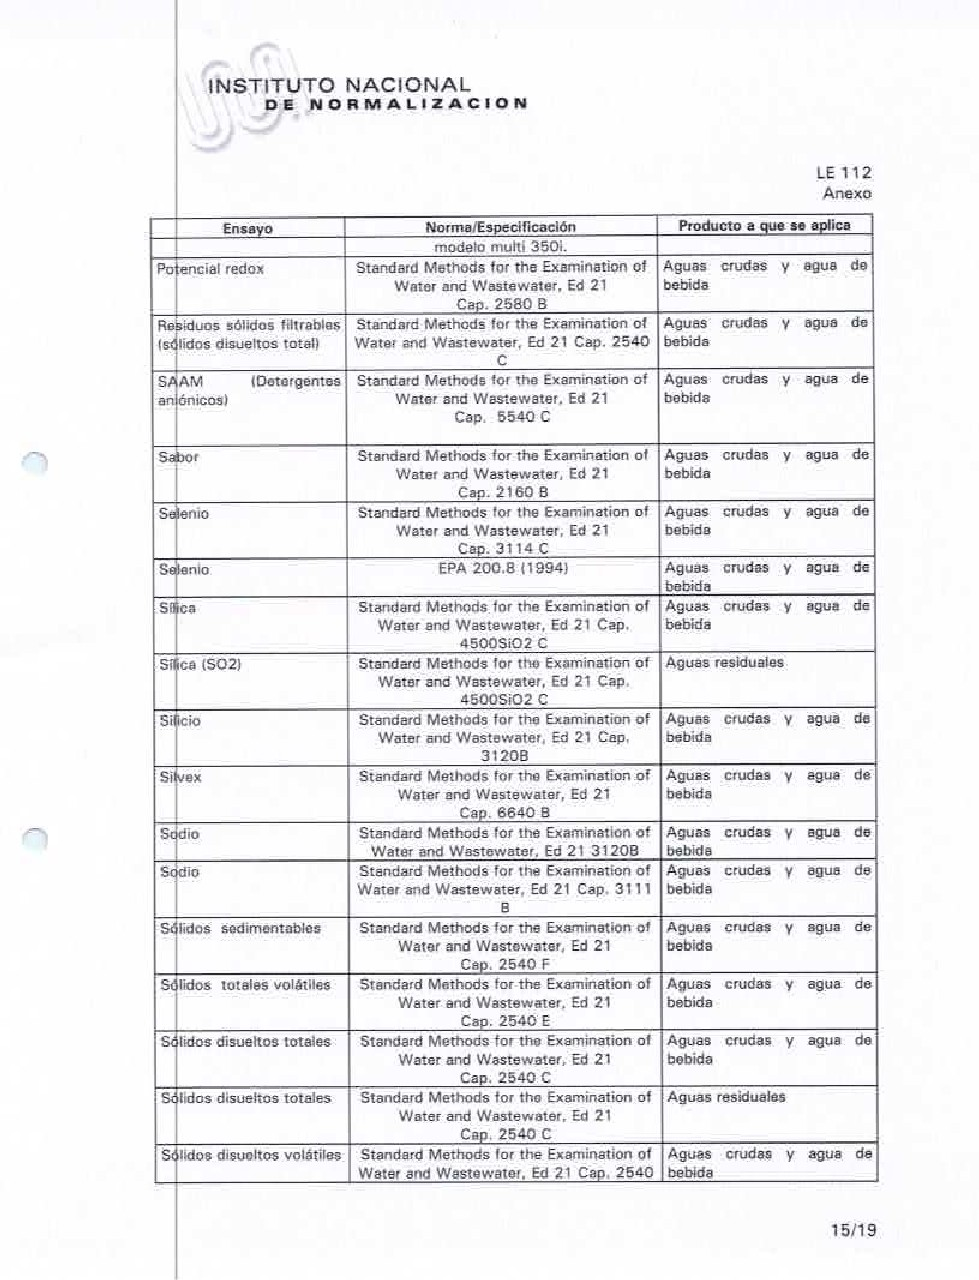 INSTITUTO NACIONAL
DE NORMALIZACION
LE 112
Anexo
Ensayo Norma/Especificación Producto a que se aplica
modelo multi 350i.
Potencial redox Standard Methods for the Examination of Aguas crudas y agua de
Water and Wastewater, Ed 21 bebida
Cap. 2580 B
Residuos sólidos filtrables Standard Methods for the Examination of Aguas crudas y agua de
(sólidos disueltos total) Water and Wastewater, Ed 21 Cap. 2540 bebida
C
SAAM (Detergentes Standard Methods for the Examination of Aguas crudas y agua de
aniónicos) Water and Wastewater, Ed 21 bebida
Cap. 5540 C
Sabor Standard Methods for the Examination of Aguas crudas y agua de
Water and Wastewater, Ed 21 bebida
Cap. 2160 B
Selenio Standard Methods for the Examination of Aguas crudas y agua de
Water and Wastewater, Ed 21 bebida
Cap. 3114 C
Selenio EPA 200.8 (1994) Aguas crudas y agua de
bebida
Sílica Standard Methods for the Examination of Aguas crudas y agua de
Water and Wastewater, Ed 21 Cap. bebida
4500SiO2 C
Sílica (SO2) Standard Methods for the Examination of Aguas residuales
Water and Wastewater, Ed 21 Cap.
4500SiO2 C
Silicio Standard Methods for the Examination of Aguas crudas y agua de
Water and Wastewater, Ed 21 Cap. bebida
3120B
Silvex Standard Methods for the Examination of Aguas crudas y agua de
Water and Wastewater, Ed 21 bebida
Cap. 6640 B
Sodio Standard Methods for the Examination of Aguas crudas y agua de
Water and Wastewater, Ed 21 3120B bebida
Sodio Standard Methods for the Examination of Aguas crudas y agua de
Water and Wastewater, Ed 21 Cap. 3111 bebida
B
Sólidos sedimentables Standard Methods for the Examination of Aguas crudas y agua de
Water and Wastewater, Ed 21 bebida
Cap. 2540 F
Sólidos totales volátiles Standard Methods for the Examination of Aguas crudas y agua de
Water and Wastewater, Ed 21 bebida
Cap. 2540 E
Sólidos disueltos totales Standard Methods for the Examination of Aguas crudas y agua de
Water and Wastewater, Ed 21 bebida
Cap. 2540 C
Sólidos disueltos totales Standard Methods for the Examination of Aguas residuales
Water and Wastewater, Ed 21
Cap. 2540 C
Sólidos disueltos volátiles Standard Methods for the Examination of Aguas crudas y agua de
Water and Wastewater, Ed 21 Cap. 2540 bebida
15/19